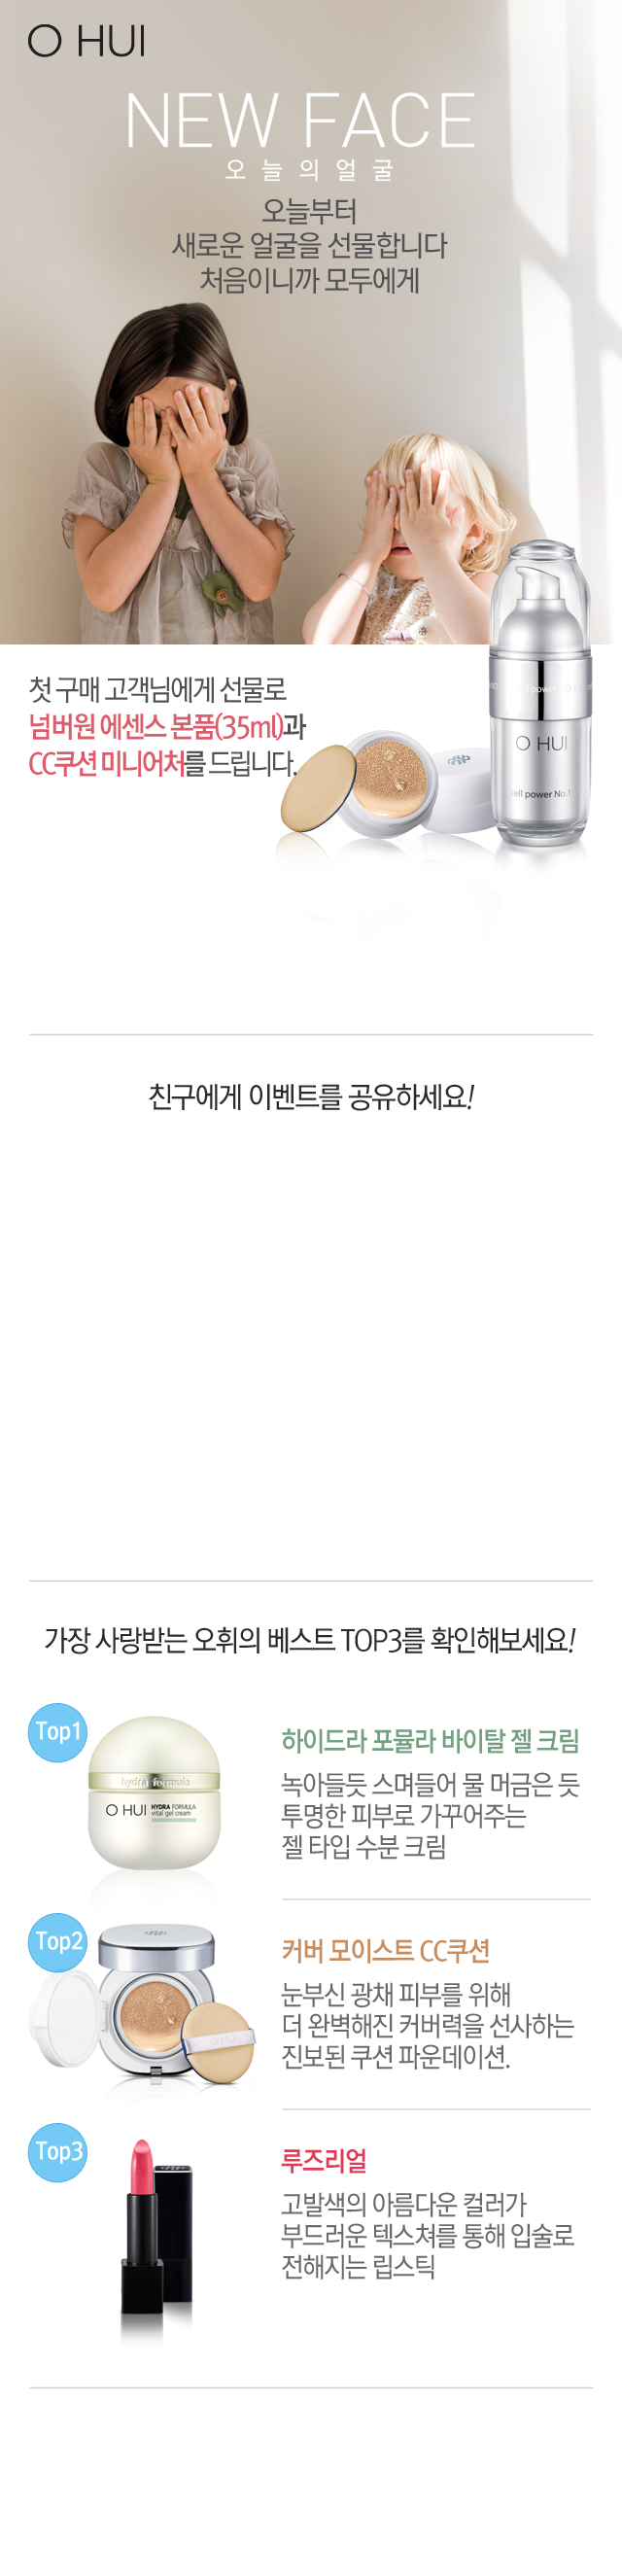 O HUI
NEW FACE
오늘의얼굴
오늘부터
새로운 얼굴을 선물합니다
처음이니까 모두에게
첫 구매 고객님에게 선물로
넘버원 에센스 본품(35ml)과
CC쿠션 미니어처를 드립니다.
cell power
O HUI
cell power No.1
친구에게 이벤트를 공유하세요!
가장 사랑받는 오휘의 베스트 TOP3를 확인해보세요!
Top1
hydra formula
O HUI HYDRA FORMULA
vital gel cream
하이드라 포뮬라 바이탈 젤 크림
녹아들듯 스며들어 물 머금은 듯
투명한 피부로 가꾸어주는
젤 타입 수분 크림
Top2
O HUI
커버 모이스트 CC쿠션
눈부신 광채 피부를 위해
더 완벽해진 커버력을 선사하는
진보된 쿠션 파운데이션.
Top3
루즈리얼
고발색의 아름다운 컬러가
부드러운 텍스처를 통해 입술로
전해지는 립스틱